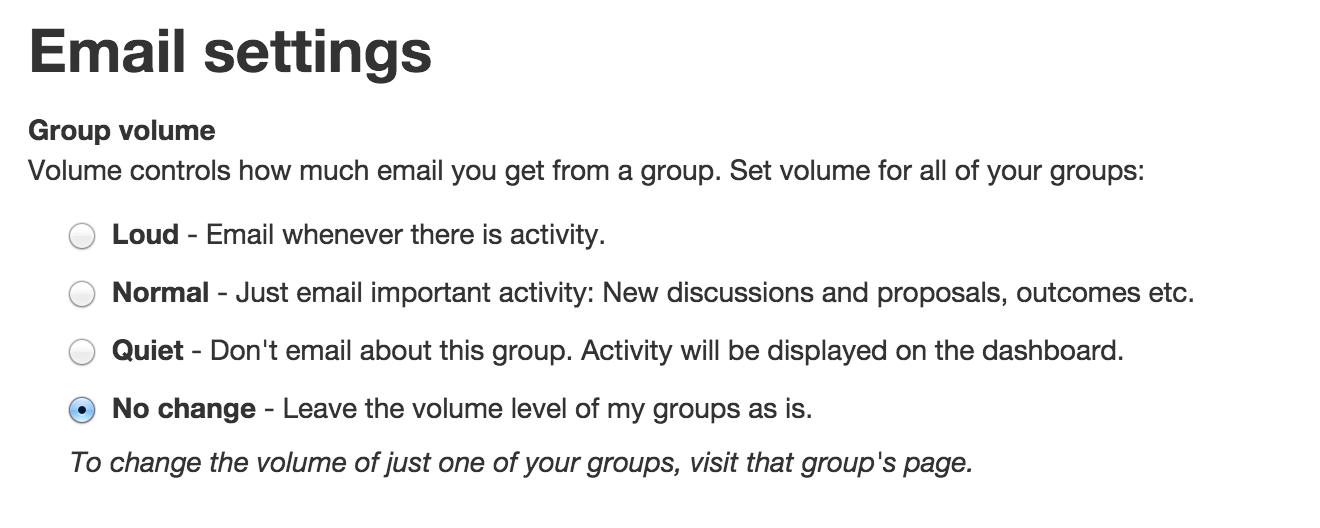 Email settings
Group volume
Volume controls how much email you get from a group. Set volume for all of your groups:
Loud - Email whenever there is activity.
Normal - Just email important activity: New discussions and proposals, outcomes etc.
Quiet - Don't email about this group. Activity will be displayed on the dashboard.
No change - Leave the volume level of my groups as is.
To change the volume of just one of your groups, visit that group's page.